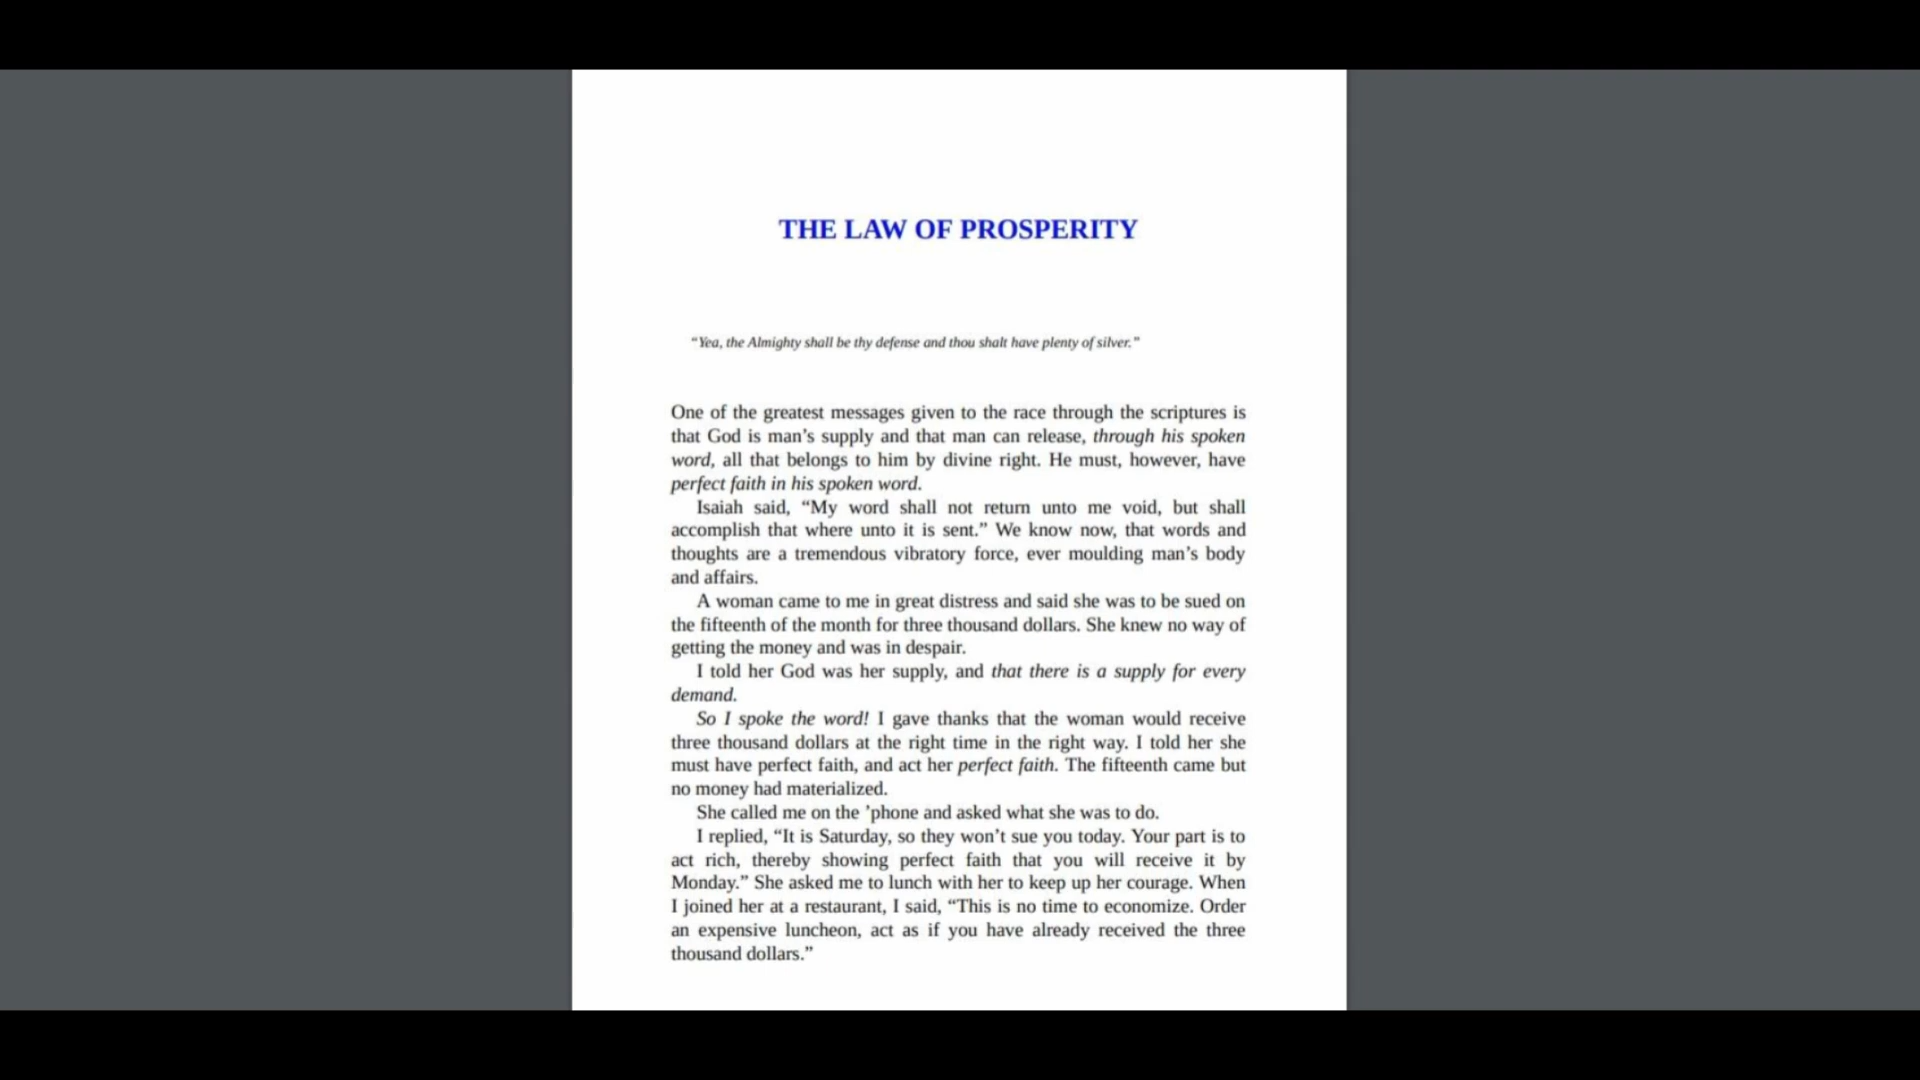 THE LAW OF PROSPERITY
“Yea, the Almighty shall be thy defense and thou shalt have plenty of silver.”
One of the greatest messages given to the race through the scriptures is
that God is man’s supply and that man can release, through his spoken
word, all that belongs to him by divine right. He must, however, have
perfect faith in his spoken word.
Isaiah said, “My word shall not return unto me void, but shall
accomplish that where unto it is sent.” We know now, that words and
thoughts are a tremendous vibratory force, ever moulding man’s body
and affairs.
A woman came to me in great distress and said she was to be sued on
the fifteenth of the month for three thousand dollars. She knew no way of
getting the money and was in despair.
I told her God was her supply, and that there is a supply for every
demand.
So I spoke the word! I gave thanks that the woman would receive
three thousand dollars at the right time in the right way. I told her she
must have perfect faith, and act her perfect faith. The fifteenth came but
no money had materialized.
She called me on the ’phone and asked what she was to do.
I replied, “It is Saturday, so they won’t sue you today. Your part is to
act rich, thereby showing perfect faith that you will receive it by
Monday.” She asked me to lunch with her to keep up her courage. When
I joined her at a restaurant, I said, “This is no time to economize. Order
an expensive luncheon, act as if you have already received the three
thousand dollars.”